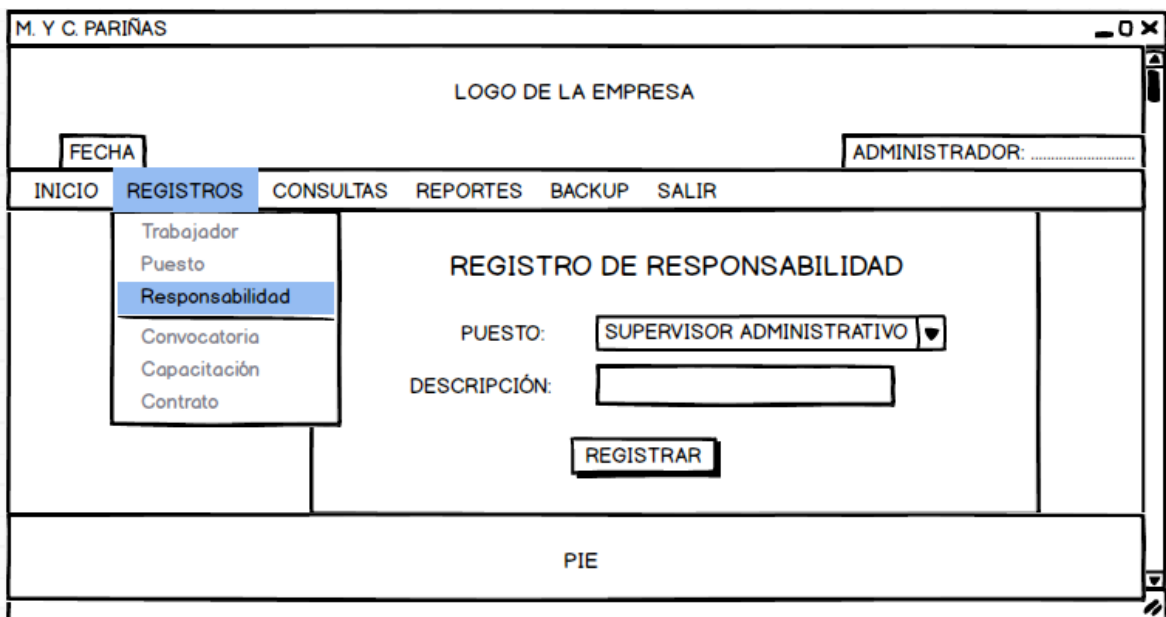 M. Y C. PARIÑAS
LOGO DE LA EMPRESA
FECHA
ADMINISTRADOR: ............................
INICIO REGISTROS CONSULTAS REPORTES BACKUP SALIR
Trabajador
Puesto
Responsabilidad
Convocatoria
Capacitación
Contrato
REGISTRO DE RESPONSABILIDAD
PUESTO: SUPERVISOR ADMINISTRATIVO
DESCRIPCIÓN:
REGISTRAR
PIE